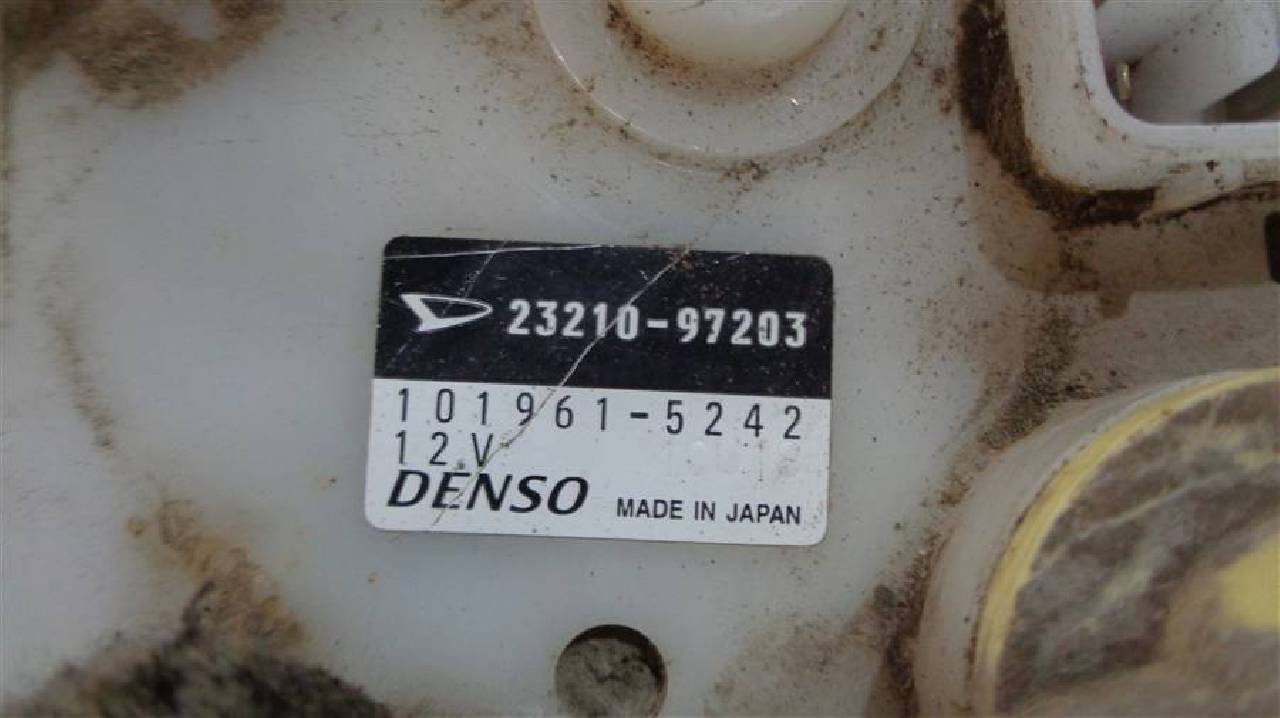 23210-97203
101961-5242
12V
DENSO MADE IN JAPAN